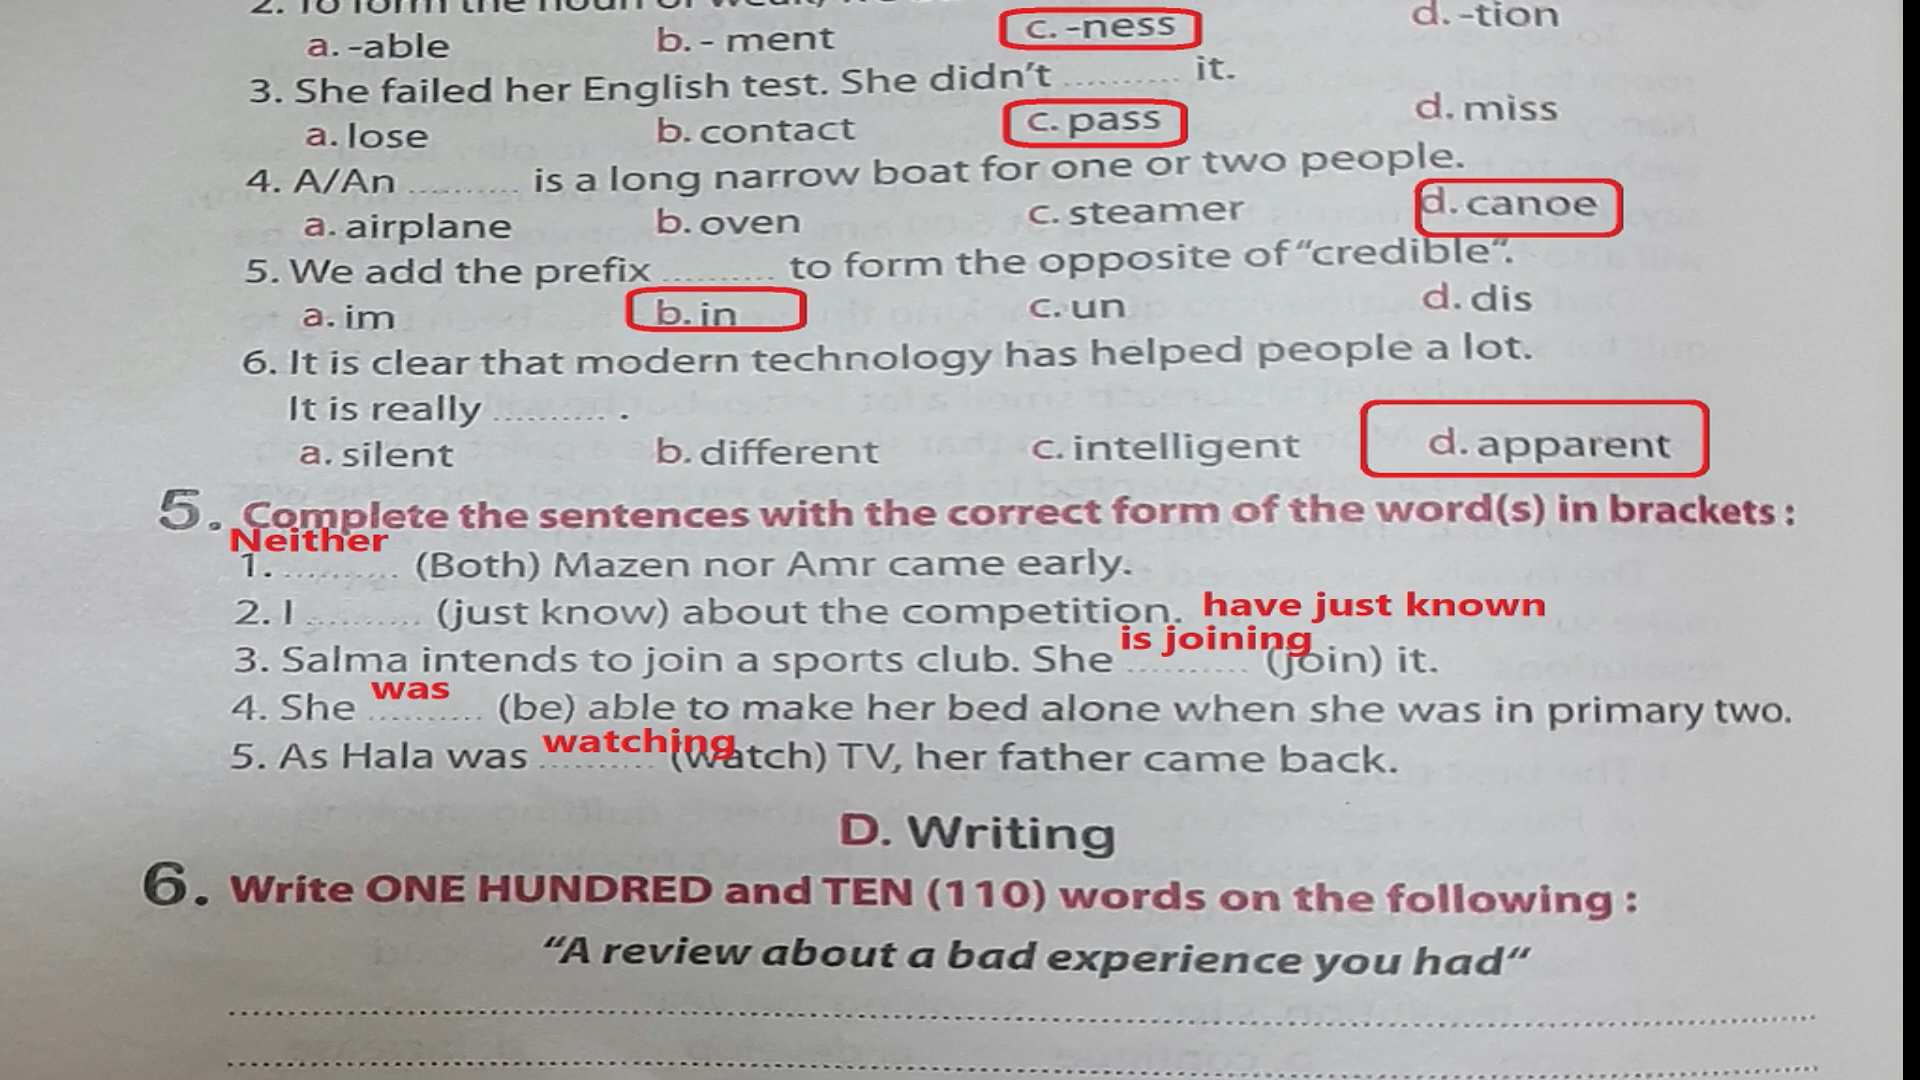 2. To form the noun of weak, we
a. -able b. - ment c. -ness d. -tion
3. She failed her English test. She didn't .......... it.
a. lose b. contact c. pass d. miss
4. A/An .......... is a long narrow boat for one or two people.
a. airplane b. oven c. steamer d. canoe
5. We add the prefix .......... to form the opposite of “credible“.
a. im b. in c. un d. dis
6. It is clear that modern technology has helped people a lot.
It is really .......... .
a. silent b. different c. intelligent d. apparent
5. Complete the sentences with the correct form of the word(s) in brackets :
Neither
1. .......... (Both) Mazen nor Amr came early.
2. I .......... (just know) about the competition. have just known
is joining
3. Salma intends to join a sports club. She .......... (join) it.
was
4. She .......... (be) able to make her bed alone when she was in primary two.
watching
5. As Hala was .......... (watch) TV, her father came back.
D. Writing
6. Write ONE HUNDRED and TEN (110) words on the following :
“A review about a bad experience you had“